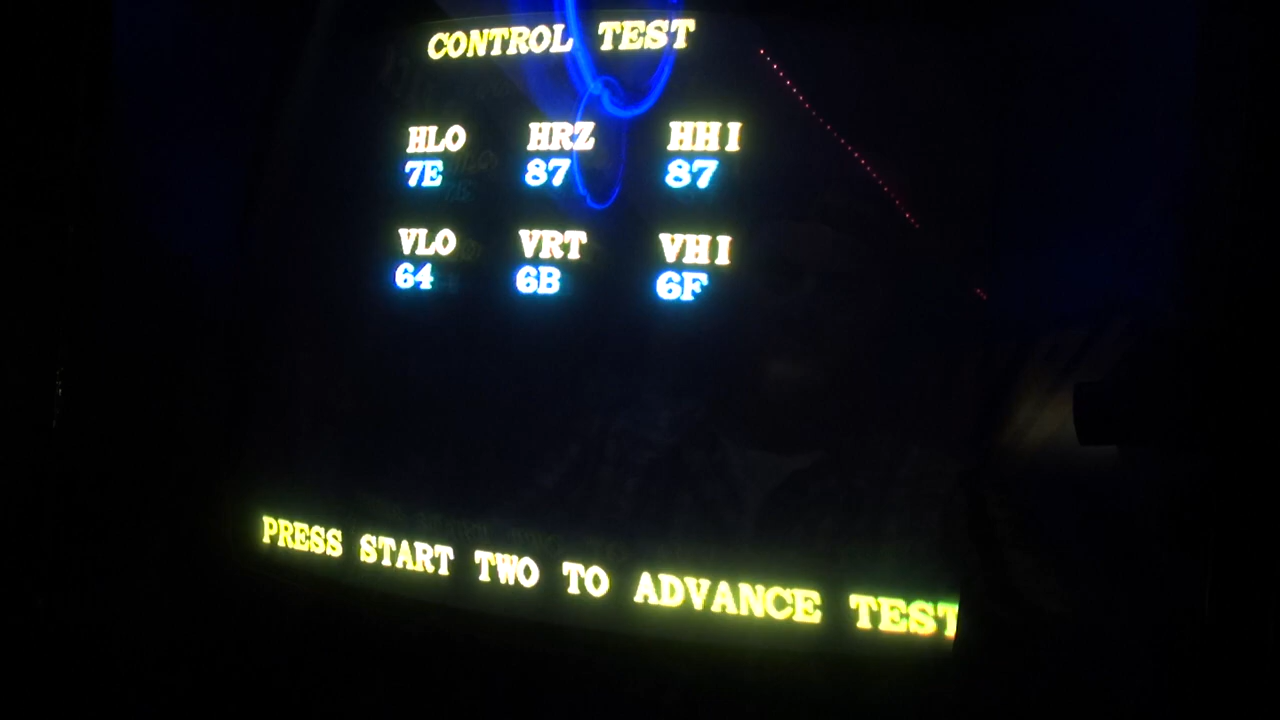 CONTROL TEST
HLO HRZ HHI
7E 87 87
VLO VRT VHI
64 6B 6F
PRESS START TWO TO ADVANCE TEST